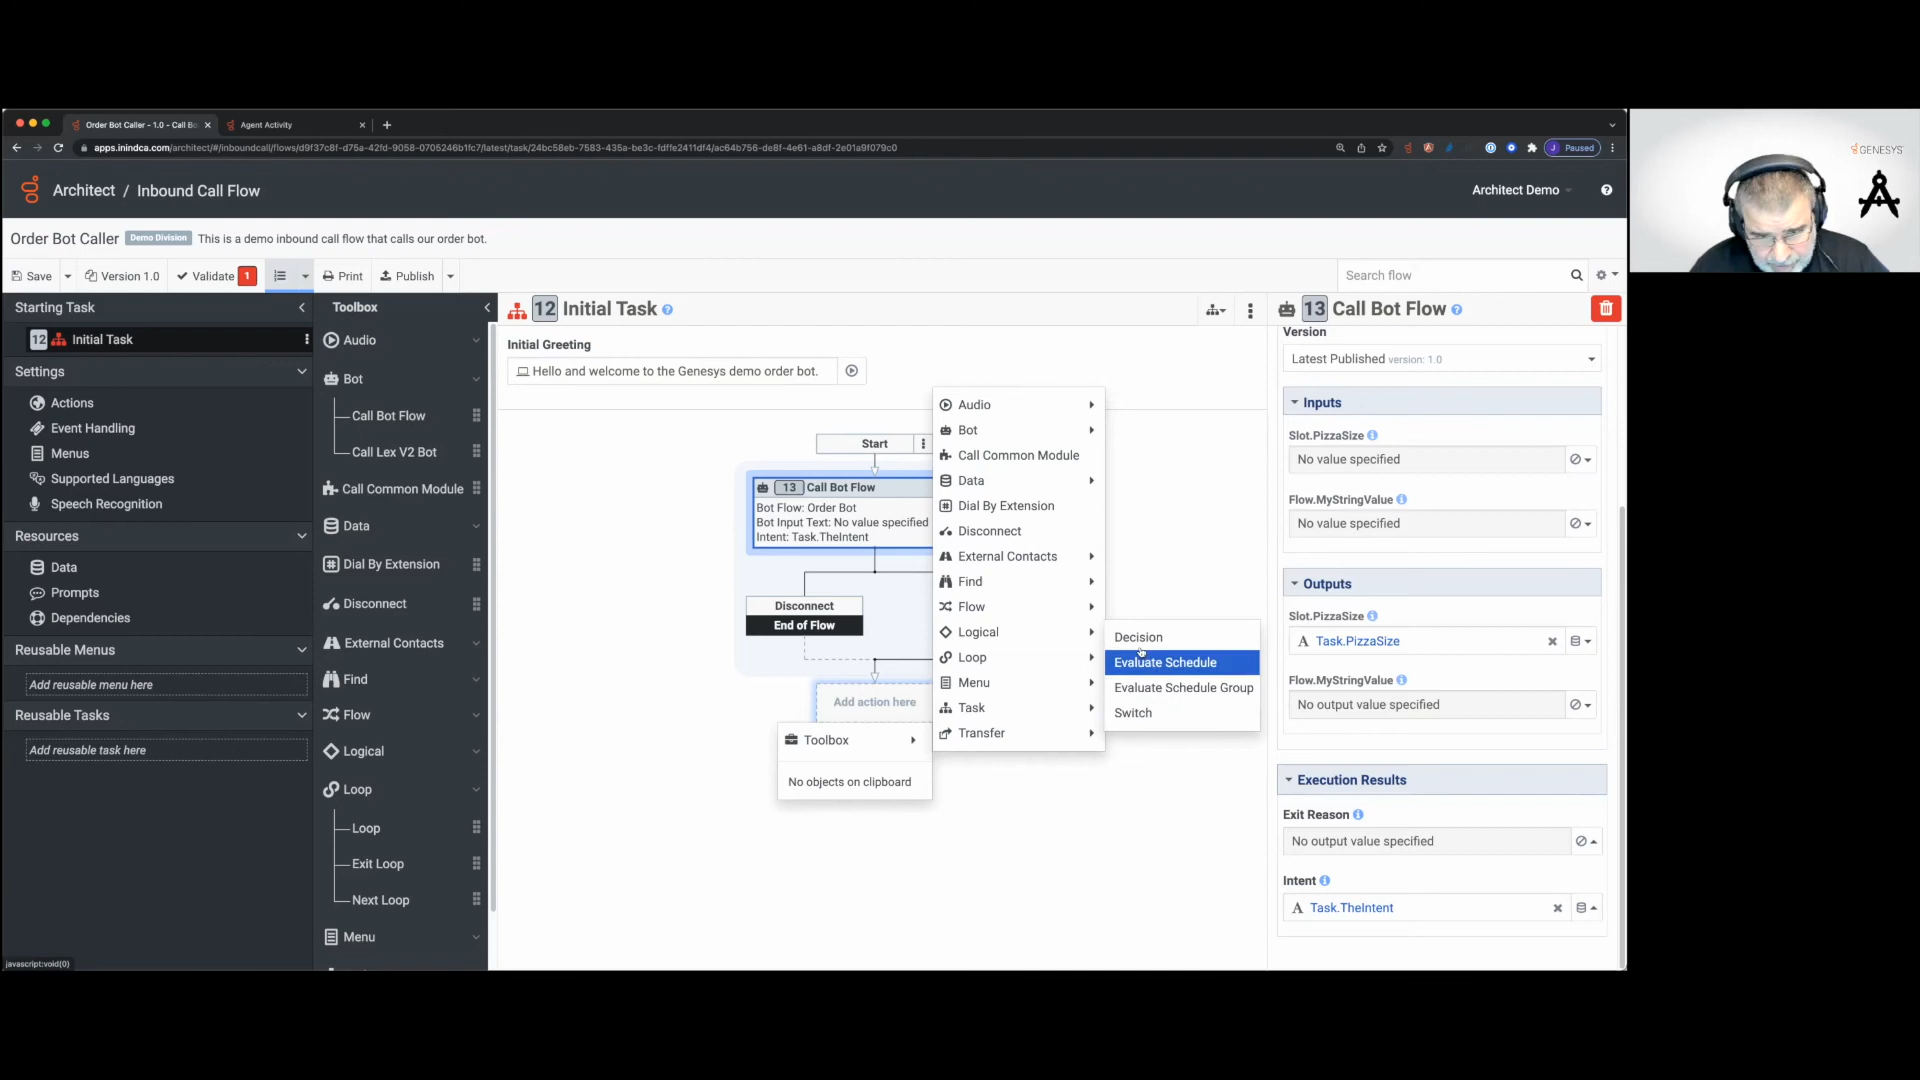 Order Bot Caller - 1.0 - Call Bo
Agent Activity
apps.inindca.com/architect/#/inboundcall/flows/d9f37c8f-d75a-42fd-9058-0705246b1fc7/latest/task/24bc58eb-7583-435a-be3c-fdffe2411df4/ac64b756-de8f-4e61-a8df-2e01a9f079c0
J Paused
GENESYS
Architect / Inbound Call Flow
Architect Demo
Order Bot Caller Demo Division This is a demo inbound call flow that calls our order bot.
Save
Version 1.0
Validate 1
Print
Publish
Search flow
Starting Task
12 Initial Task
Settings
Actions
Event Handling
Menus
Supported Languages
Speech Recognition
Resources
Data
Prompts
Dependencies
Reusable Menus
Add reusable menu here
Reusable Tasks
Add reusable task here
javascript:void(0)
Toolbox
Audio
Bot
Call Bot Flow
Call Lex V2 Bot
Call Common Module
Data
Dial By Extension
Disconnect
External Contacts
Find
Flow
Logical
Loop
Loop
Exit Loop
Next Loop
Menu
12 Initial Task
Initial Greeting
Hello and welcome to the Genesys demo order bot.
Start
13 Call Bot Flow
Bot Flow: Order Bot
Bot Input Text: No value specified
Intent: Task.TheIntent
Disconnect
End of Flow
Add action here
Toolbox
No objects on clipboard
Audio
Bot
Call Common Module
Data
Dial By Extension
Disconnect
External Contacts
Find
Flow
Logical
Loop
Menu
Task
Transfer
Decision
Evaluate Schedule
Evaluate Schedule Group
Switch
13 Call Bot Flow
Version
Latest Published version: 1.0
Inputs
Slot.PizzaSize
No value specified
Flow.MyStringValue
No value specified
Outputs
Slot.PizzaSize
A Task.PizzaSize
Flow.MyStringValue
No output value specified
Execution Results
Exit Reason
No output value specified
Intent
A Task.TheIntent